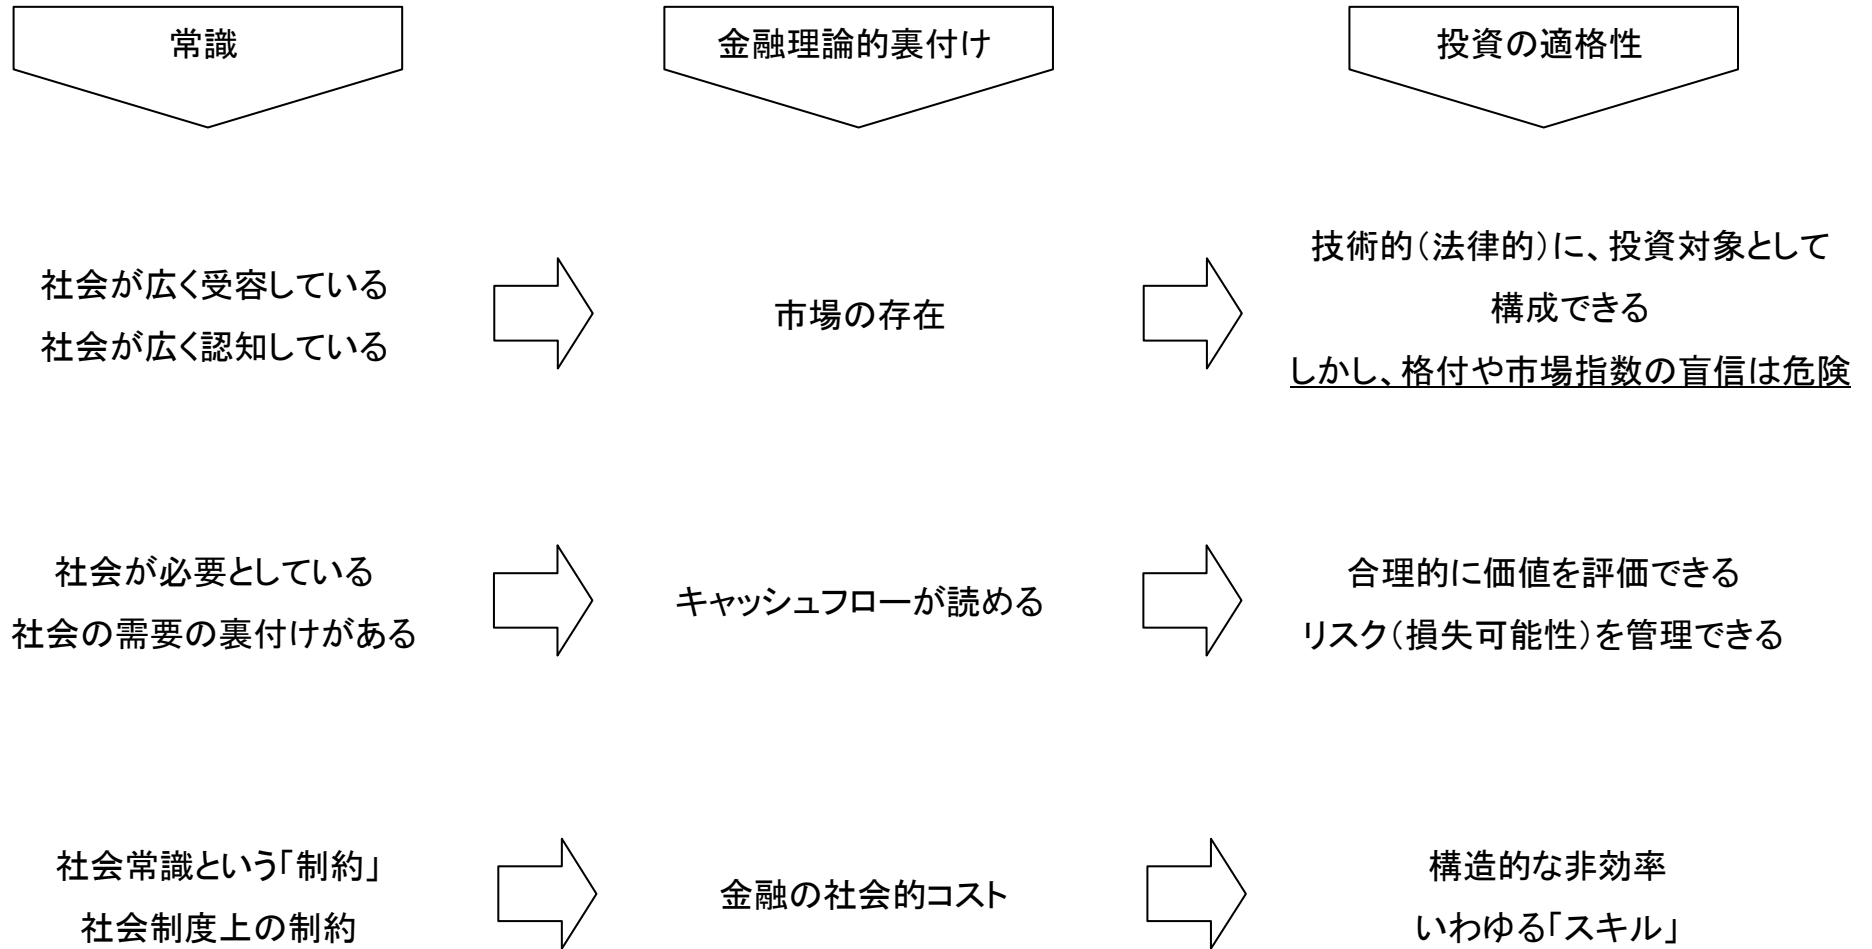 常識
金融理論的裏付け
投資の適格性
社会が広く受容している
社会が広く認知している
市場の存在
技術的（法律的）に、投資対象として
構成できる
しかし、格付や市場指数の盲信は危険
社会が必要としている
社会の需要の裏付けがある
キャッシュフローが読める
合理的に価値を評価できる
リスク（損失可能性）を管理できる
社会常識という「制約」
社会制度上の制約
金融の社会的コスト
構造的な非効率
いわゆる「スキル」